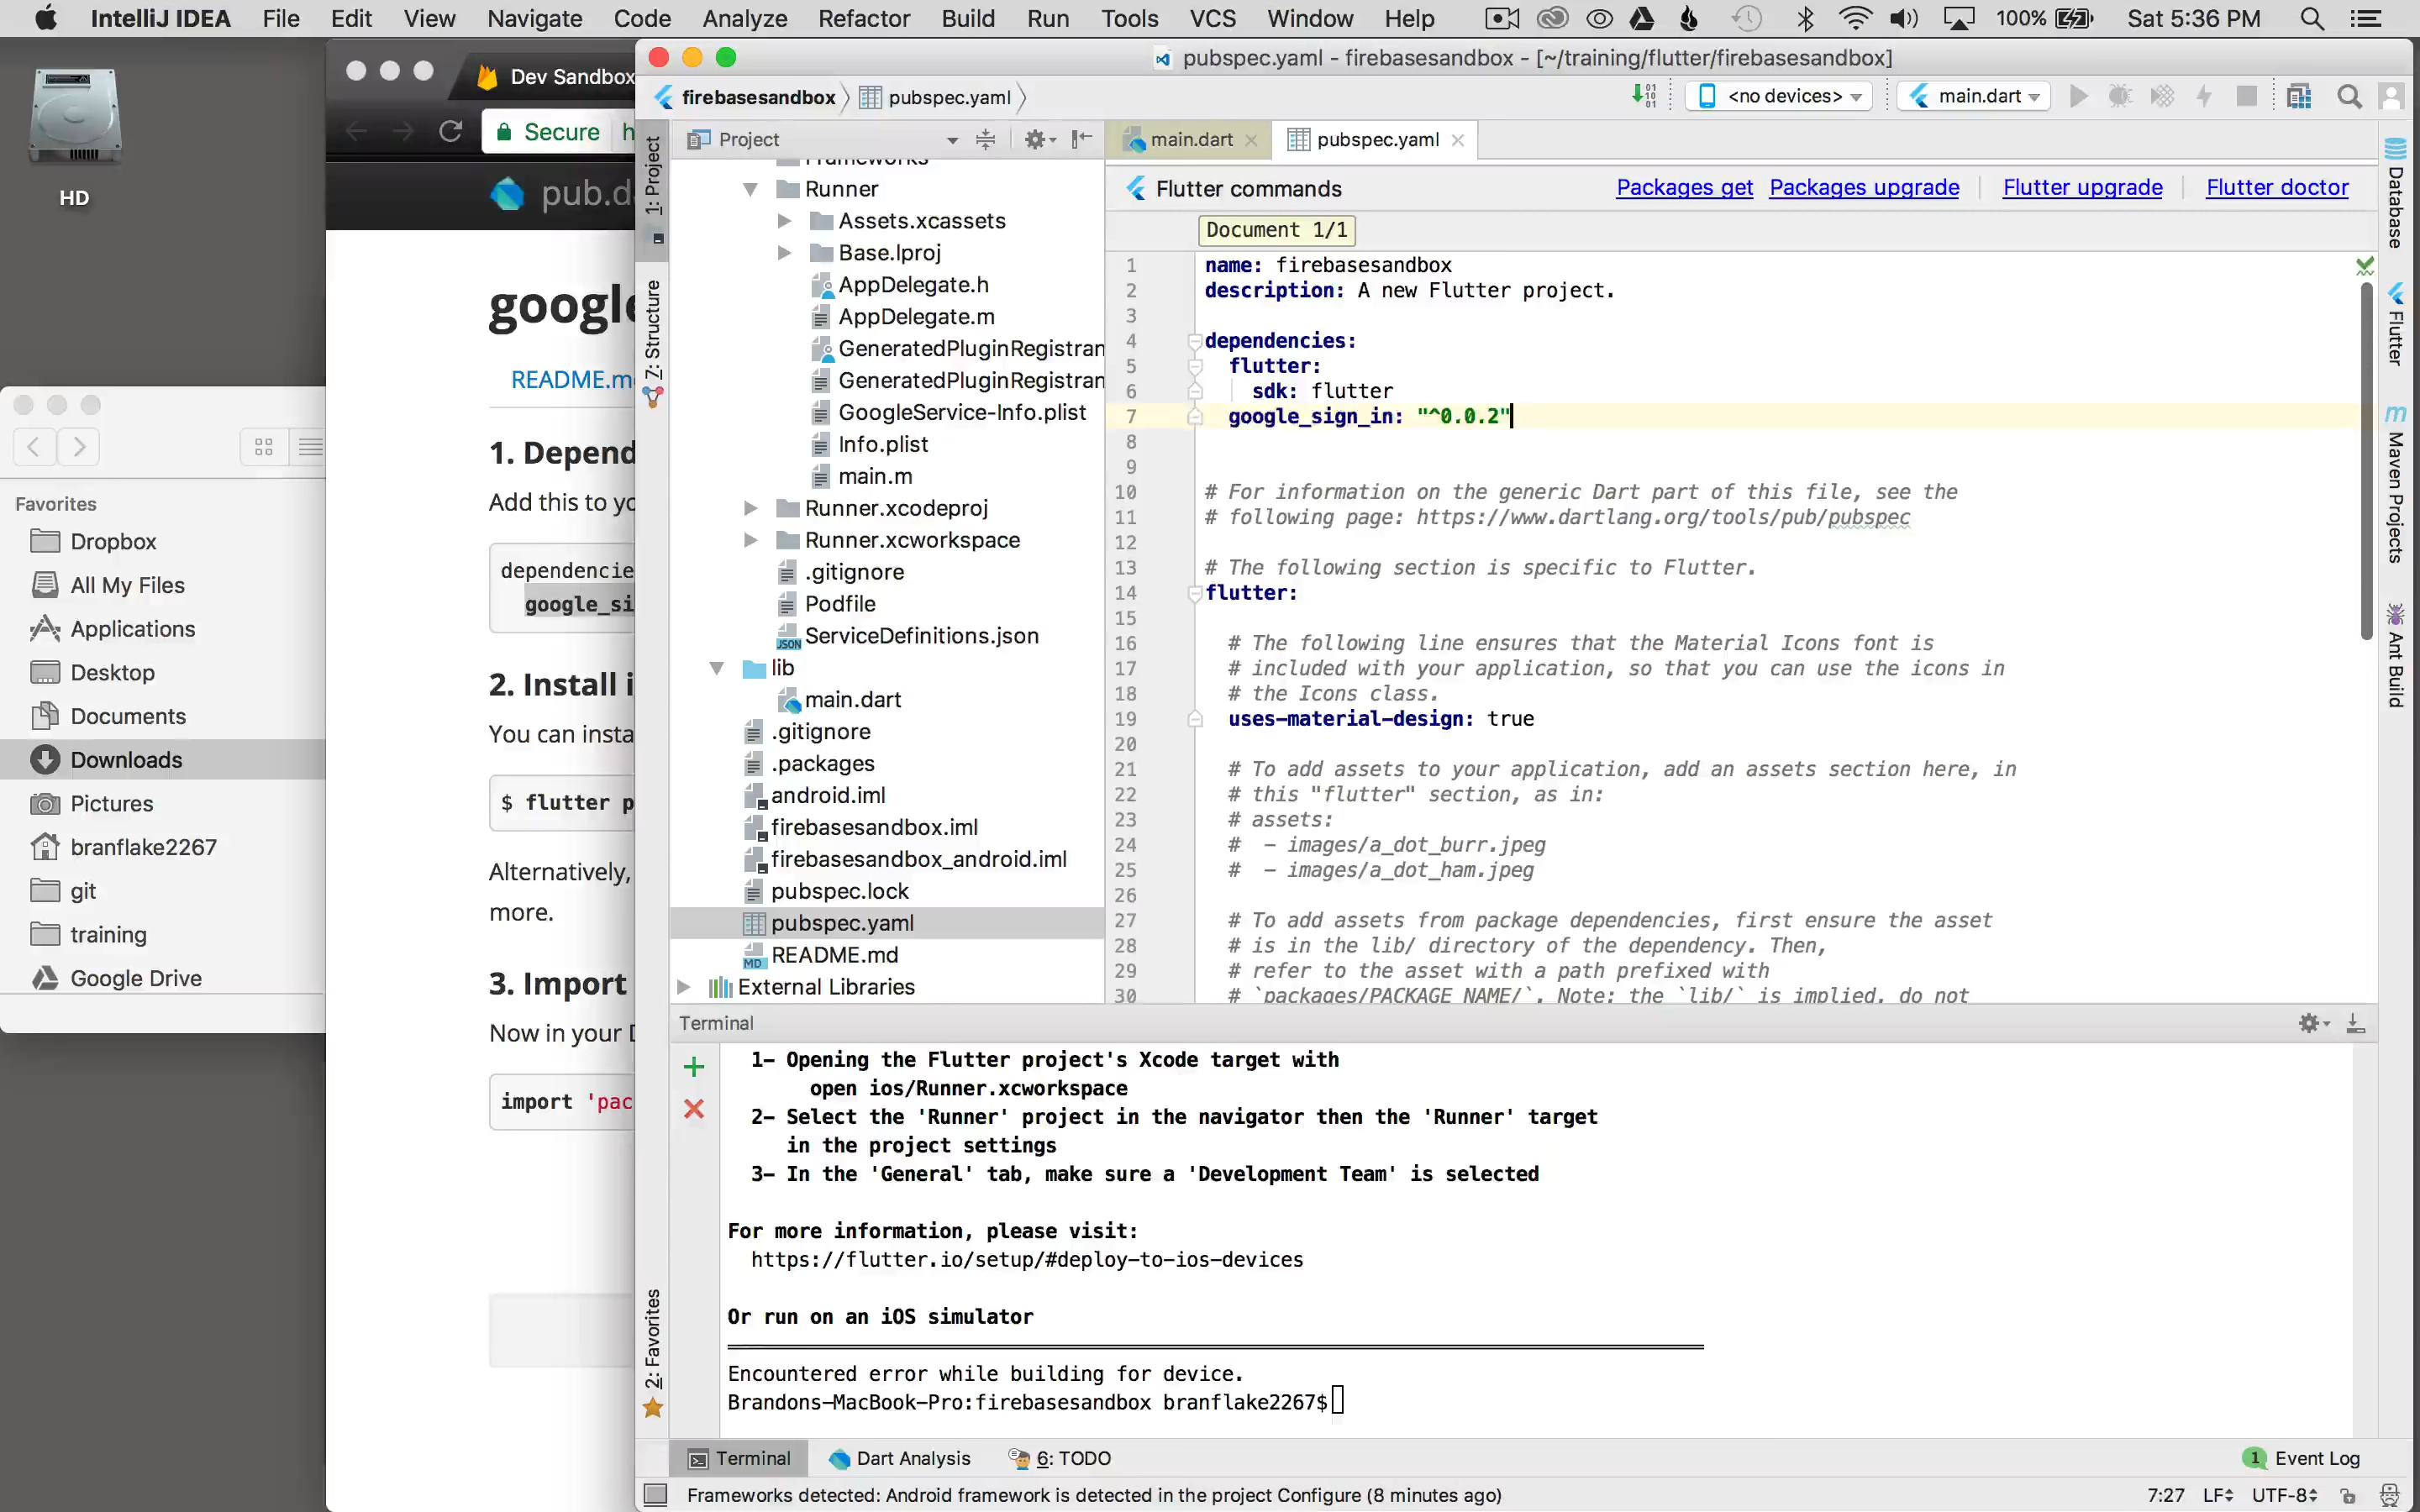 IntelliJ IDEA File Edit View Navigate Code Analyze Refactor Build Run Tools VCS Window Help 100% Sat 5:36 PM
pubspec.yaml - firebasesandbox - [~/training/flutter/firebasesandbox]
HD
Dev Sandbox
Secure h
pub.d
google
README.m
1. Depend
Add this to yo
dependencie
google_si
2. Install i
You can insta
$ flutter p
Alternatively,
more.
3. Import
Now in your D
import 'pac
Favorites
Dropbox
All My Files
Applications
Desktop
Documents
Downloads
Pictures
branflake2267
git
training
Google Drive
firebasesandbox pubspec.yaml
<no devices> main.dart
1: Project
7: Structure
2: Favorites
Project
Frameworks
Runner
Assets.xcassets
Base.lproj
AppDelegate.h
AppDelegate.m
GeneratedPluginRegistran
GeneratedPluginRegistran
GoogleService-Info.plist
Info.plist
main.m
Runner.xcodeproj
Runner.xcworkspace
.gitignore
Podfile
JSON ServiceDefinitions.json
lib
main.dart
.gitignore
.packages
android.iml
firebasesandbox.iml
firebasesandbox_android.iml
pubspec.lock
pubspec.yaml
MD README.md
External Libraries
main.dart pubspec.yaml
Flutter commands Packages get Packages upgrade Flutter upgrade Flutter doctor
Document 1/1
1 name: firebasesandbox
2 description: A new Flutter project.
3
4 dependencies:
5 flutter:
6 sdk: flutter
7 google_sign_in: "^0.0.2"
8
9
10 # For information on the generic Dart part of this file, see the
11 # following page: https://www.dartlang.org/tools/pub/pubspec
12
13 # The following section is specific to Flutter.
14 flutter:
15
16 # The following line ensures that the Material Icons font is
17 # included with your application, so that you can use the icons in
18 # the Icons class.
19 uses-material-design: true
20
21 # To add assets to your application, add an assets section here, in
22 # this "flutter" section, as in:
23 # assets:
24 #  - images/a_dot_burr.jpeg
25 #  - images/a_dot_ham.jpeg
26
27 # To add assets from package dependencies, first ensure the asset
28 # is in the lib/ directory of the dependency. Then,
29 # refer to the asset with a path prefixed with
30 # `packages/PACKAGE_NAME/`. Note: the `lib/` is implied, do not
Database
Flutter
m Maven Projects
Ant Build
Terminal
1- Opening the Flutter project's Xcode target with
open ios/Runner.xcworkspace
2- Select the 'Runner' project in the navigator then the 'Runner' target
in the project settings
3- In the 'General' tab, make sure a 'Development Team' is selected
For more information, please visit:
https://flutter.io/setup/#deploy-to-ios-devices
Or run on an iOS simulator
Encountered error while building for device.
Brandons-MacBook-Pro:firebasesandbox branflake2267$
Terminal Dart Analysis 6: TODO 1 Event Log
Frameworks detected: Android framework is detected in the project Configure (8 minutes ago) 7:27 LF UTF-8